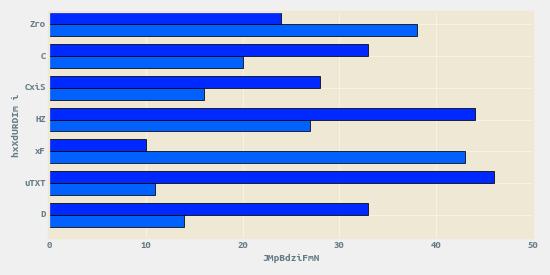 Zro
C
CxiS
HZ
xF
uTXT
D
hxXdURDIm i
0 10 20 30 40 50
JMpBdziFmN